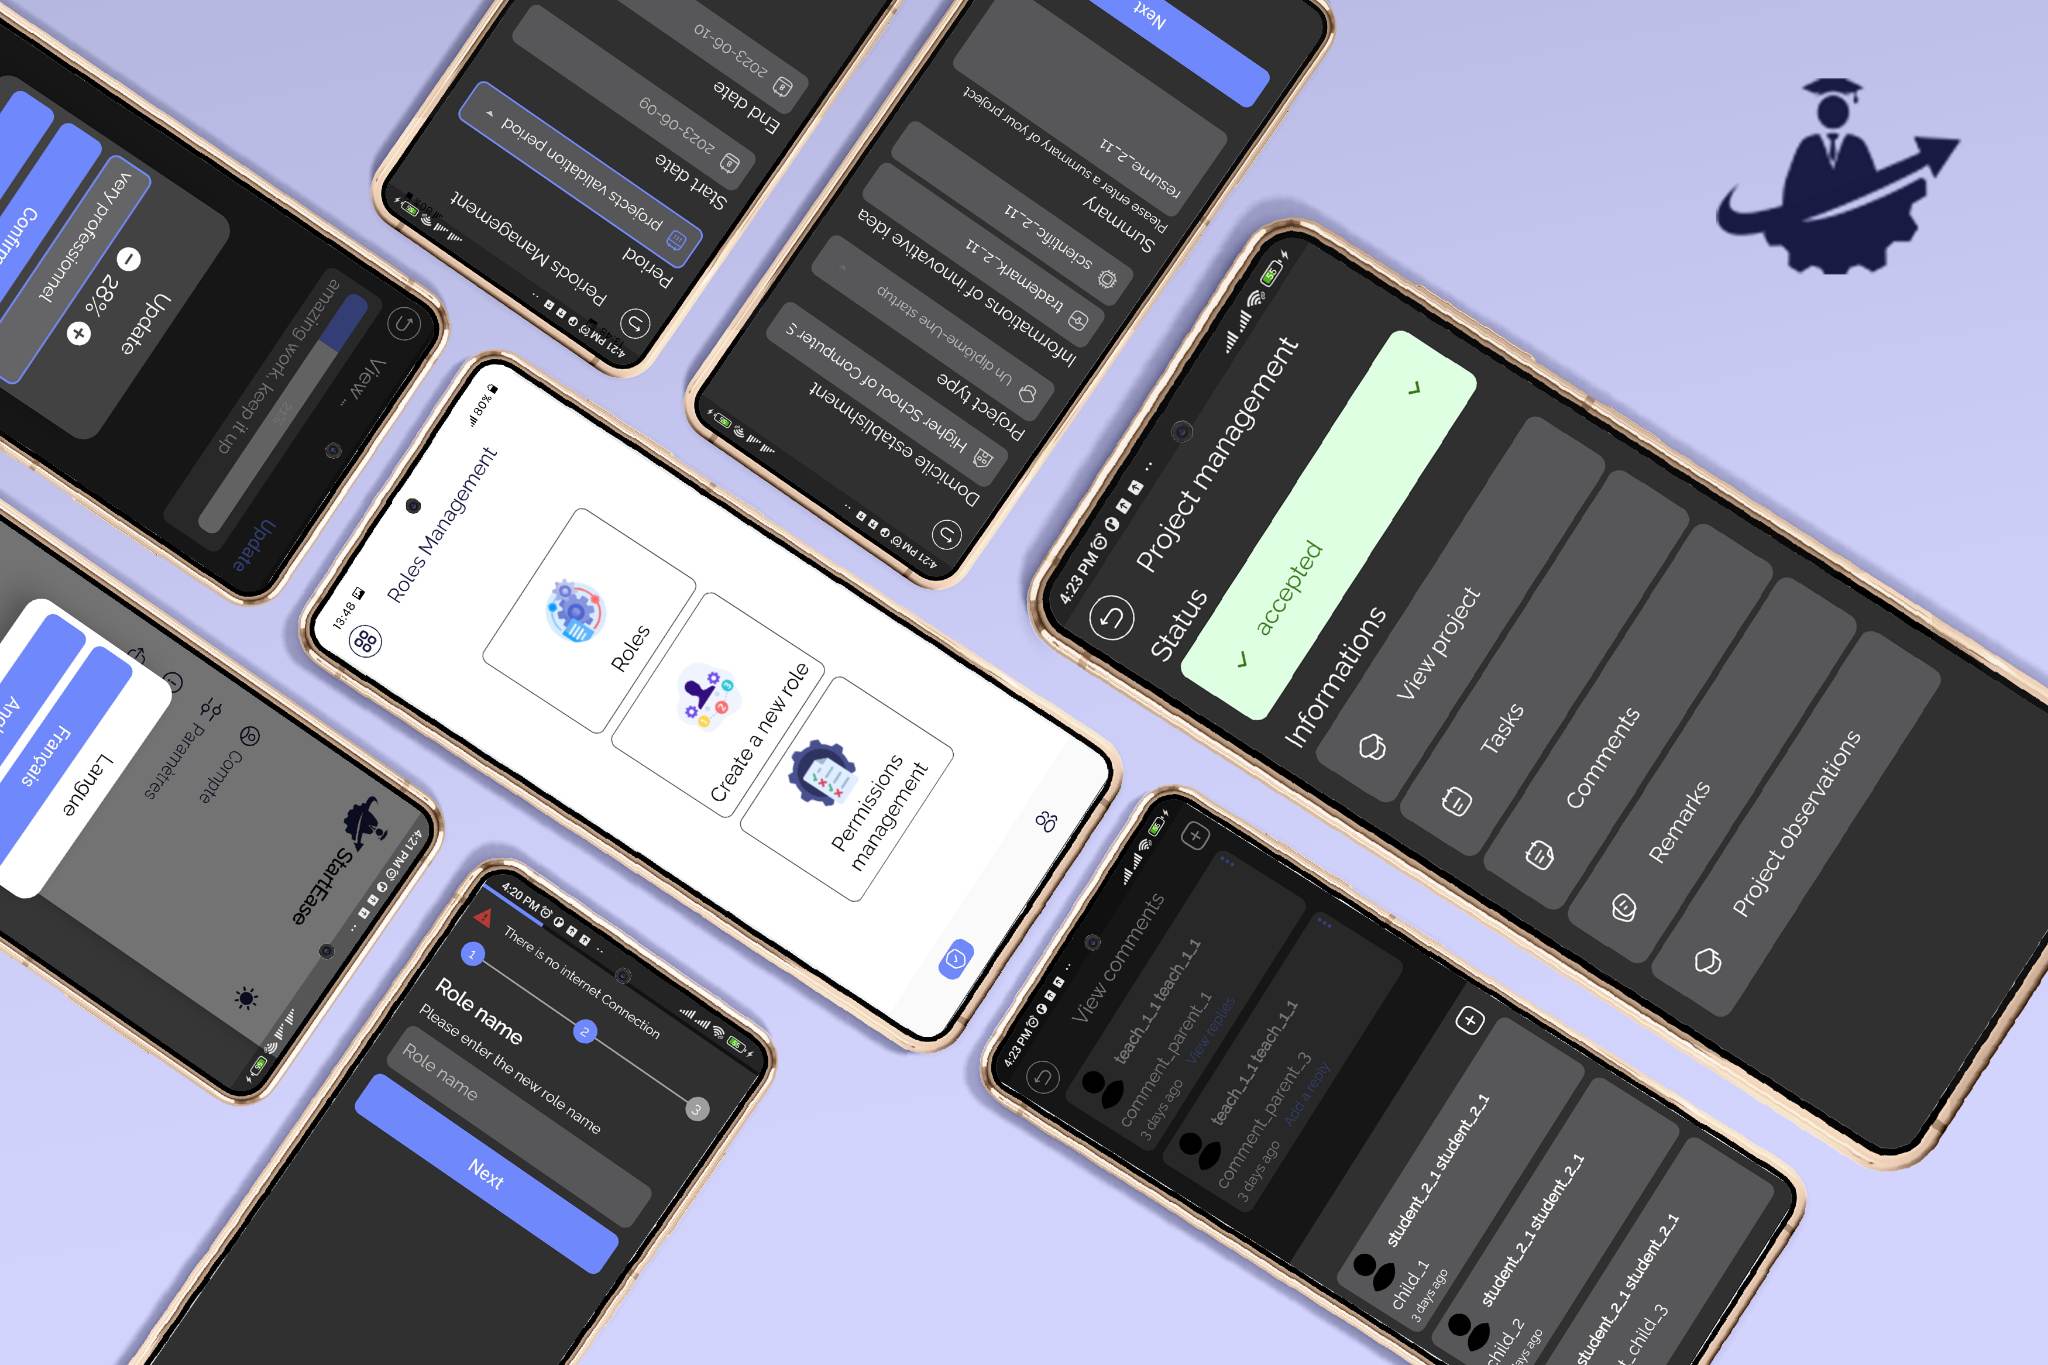 View ...
Update
21%
amazing work, keep it up
Update
28%
very professionnel
4:21 PM
Periods Management
Period
projects validation period
Start date
2023-06-09
End date
2023-06-10
4:21 PM
Domicile establishment
Higher School of Computer S
Project type
Un diplôme-Une startup
Informations of innovative idea
trademark_2_11
scientific_2_11
Summary
Please enter a summary of your project
resume_2_11
Next
4:23 PM
55
Project management
Status
accepted
Informations
View project
Tasks
Comments
Remarks
Project observations
13:48
80%
Roles Management
Roles
Create a new role
1
2
3
Permissions
management
4:21 PM
StartEase
Compte
Paramètres
Langue
Français
4:20 PM
There is no internet Connection
1
2
3
Role name
Please enter the new role name
Role name
Next
4:23 PM
View comments
teach_1_1 teach_1_1
comment_parent_1
3 days ago
View replies
teach_1_1 teach_1_1
comment_parent_3
3 days ago
Add a reply
student_2_1 student_2_1
child_1
3 days ago
student_2_1 student_2_1
child_2
days ago
student_2_1 student_2_1
t_child_3